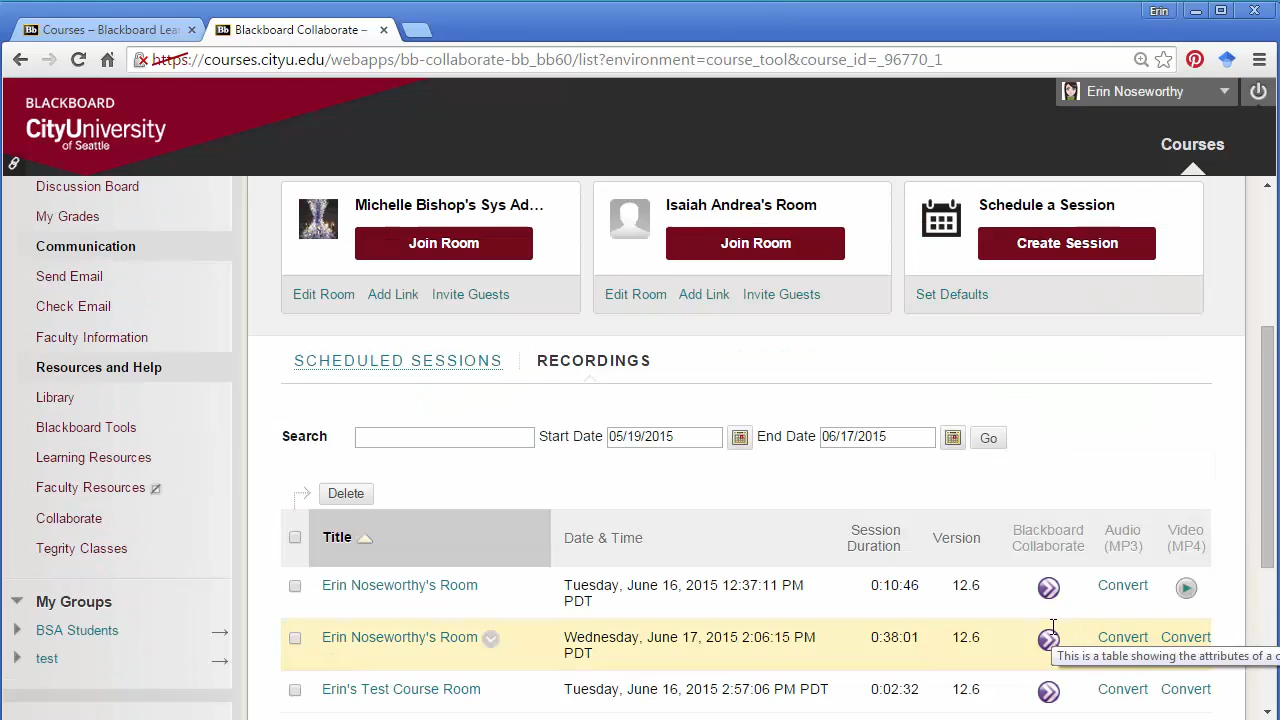 Erin
Courses – Blackboard Lea
Blackboard Collaborate –
https://courses.cityu.edu/webapps/bb-collaborate-bb_bb60/list?environment=course_tool&course_id=_96770_1
BLACKBOARD
CityUniversity
of Seattle
Erin Noseworthy
Courses
Discussion Board
My Grades
Communication
Send Email
Check Email
Faculty Information
Resources and Help
Library
Blackboard Tools
Learning Resources
Faculty Resources
Collaborate
Tegrity Classes
My Groups
BSA Students
test
Michelle Bishop's Sys Ad...
Join Room
Edit Room Add Link Invite Guests
Isaiah Andrea's Room
Join Room
Edit Room Add Link Invite Guests
Schedule a Session
Create Session
Set Defaults
SCHEDULED SESSIONS RECORDINGS
Search Start Date 05/19/2015 End Date 06/17/2015 Go
Delete
Title Date & Time Session Duration Version Blackboard Collaborate Audio (MP3) Video (MP4)
Erin Noseworthy's Room Tuesday, June 16, 2015 12:37:11 PM PDT 0:10:46 12.6 Convert
Erin Noseworthy's Room Wednesday, June 17, 2015 2:06:15 PM PDT 0:38:01 12.6 Convert Convert
This is a table showing the attributes of a c
Erin's Test Course Room Tuesday, June 16, 2015 2:57:06 PM PDT 0:02:32 12.6 Convert Convert